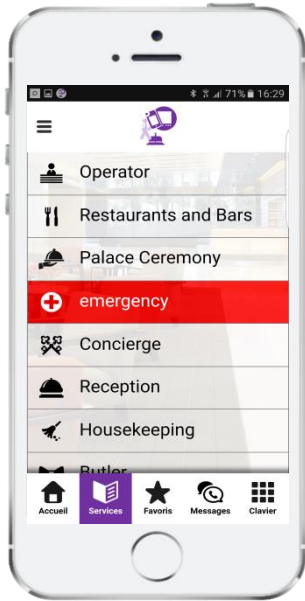 71% 16:29
Operator
Restaurants and Bars
Palace Ceremony
emergency
Concierge
Reception
Housekeeping
Butler
Accueil Services Favoris Messages Clavier